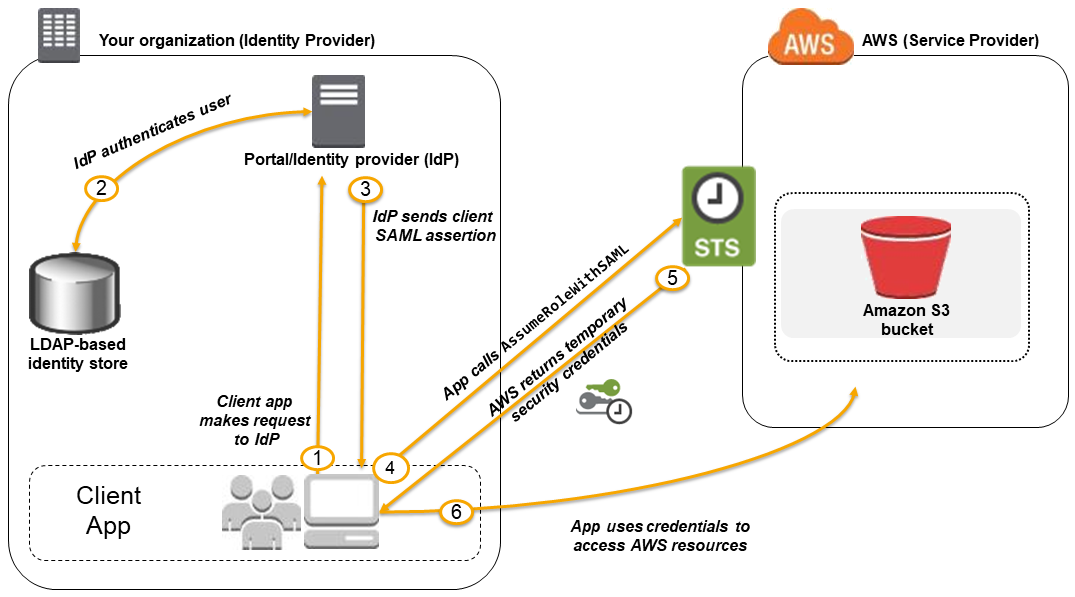 Your organization (Identity Provider)
AWS
AWS (Service Provider)
IdP authenticates user
Portal/Identity provider (IdP)
2
3
IdP sends client
SAML assertion
STS
LDAP-based
identity store
Amazon S3
bucket
5
App calls AssumeRoleWithSAML
AWS returns temporary
security credentials
Client app
makes request
to IdP
1
4
Client
App
6
App uses credentials to
access AWS resources